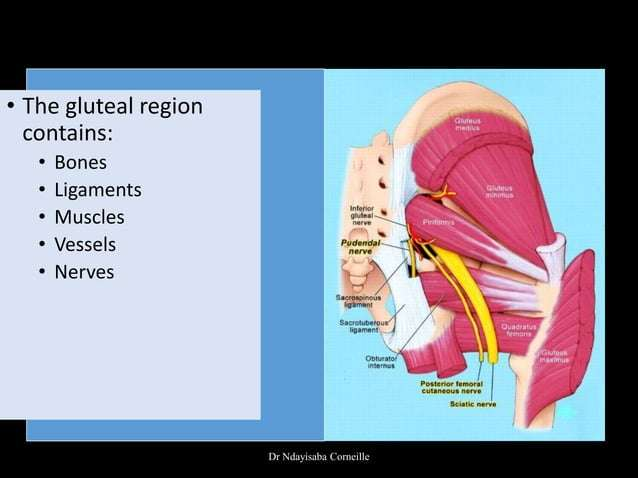 • The gluteal region
contains:
• Bones
• Ligaments
• Muscles
• Vessels
• Nerves
Gluteus
medius
Gluteus
minimus
Inferior
gluteal
nerve
Piriformis
Pudendal
nerve
Sacrospinous
ligament
Sacrotuberous
ligament
Quadratus
femoris
Gluteus
maximus
Obturator
internus
Posterior femoral
cutaneous nerve
Sciatic nerve
Dr Ndayisaba Corneille